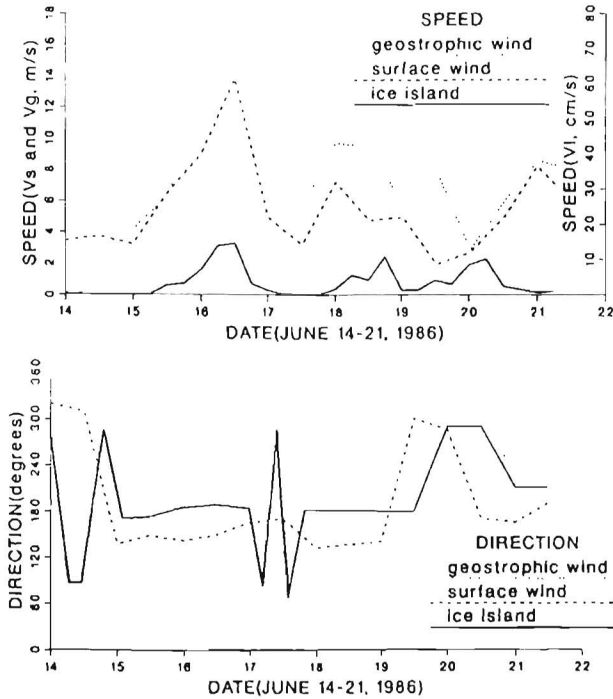 SPEED
geostrophic wind
surface wind
ice island
SPEED(Vs and Vg, m/s)
0 2 4 6 8 10 12 14 16 18
SPEED(VI, cm/s)
10 20 30 40 50 60 70 80
14 15 16 17 18 19 20 21 22
DATE(JUNE 14-21, 1986)
DIRECTION(degrees)
0 60 120 180 240 300 360
DIRECTION
geostrophic wind
surface wind
ice island
14 15 16 17 18 19 20 21 22
DATE(JUNE 14-21, 1986)